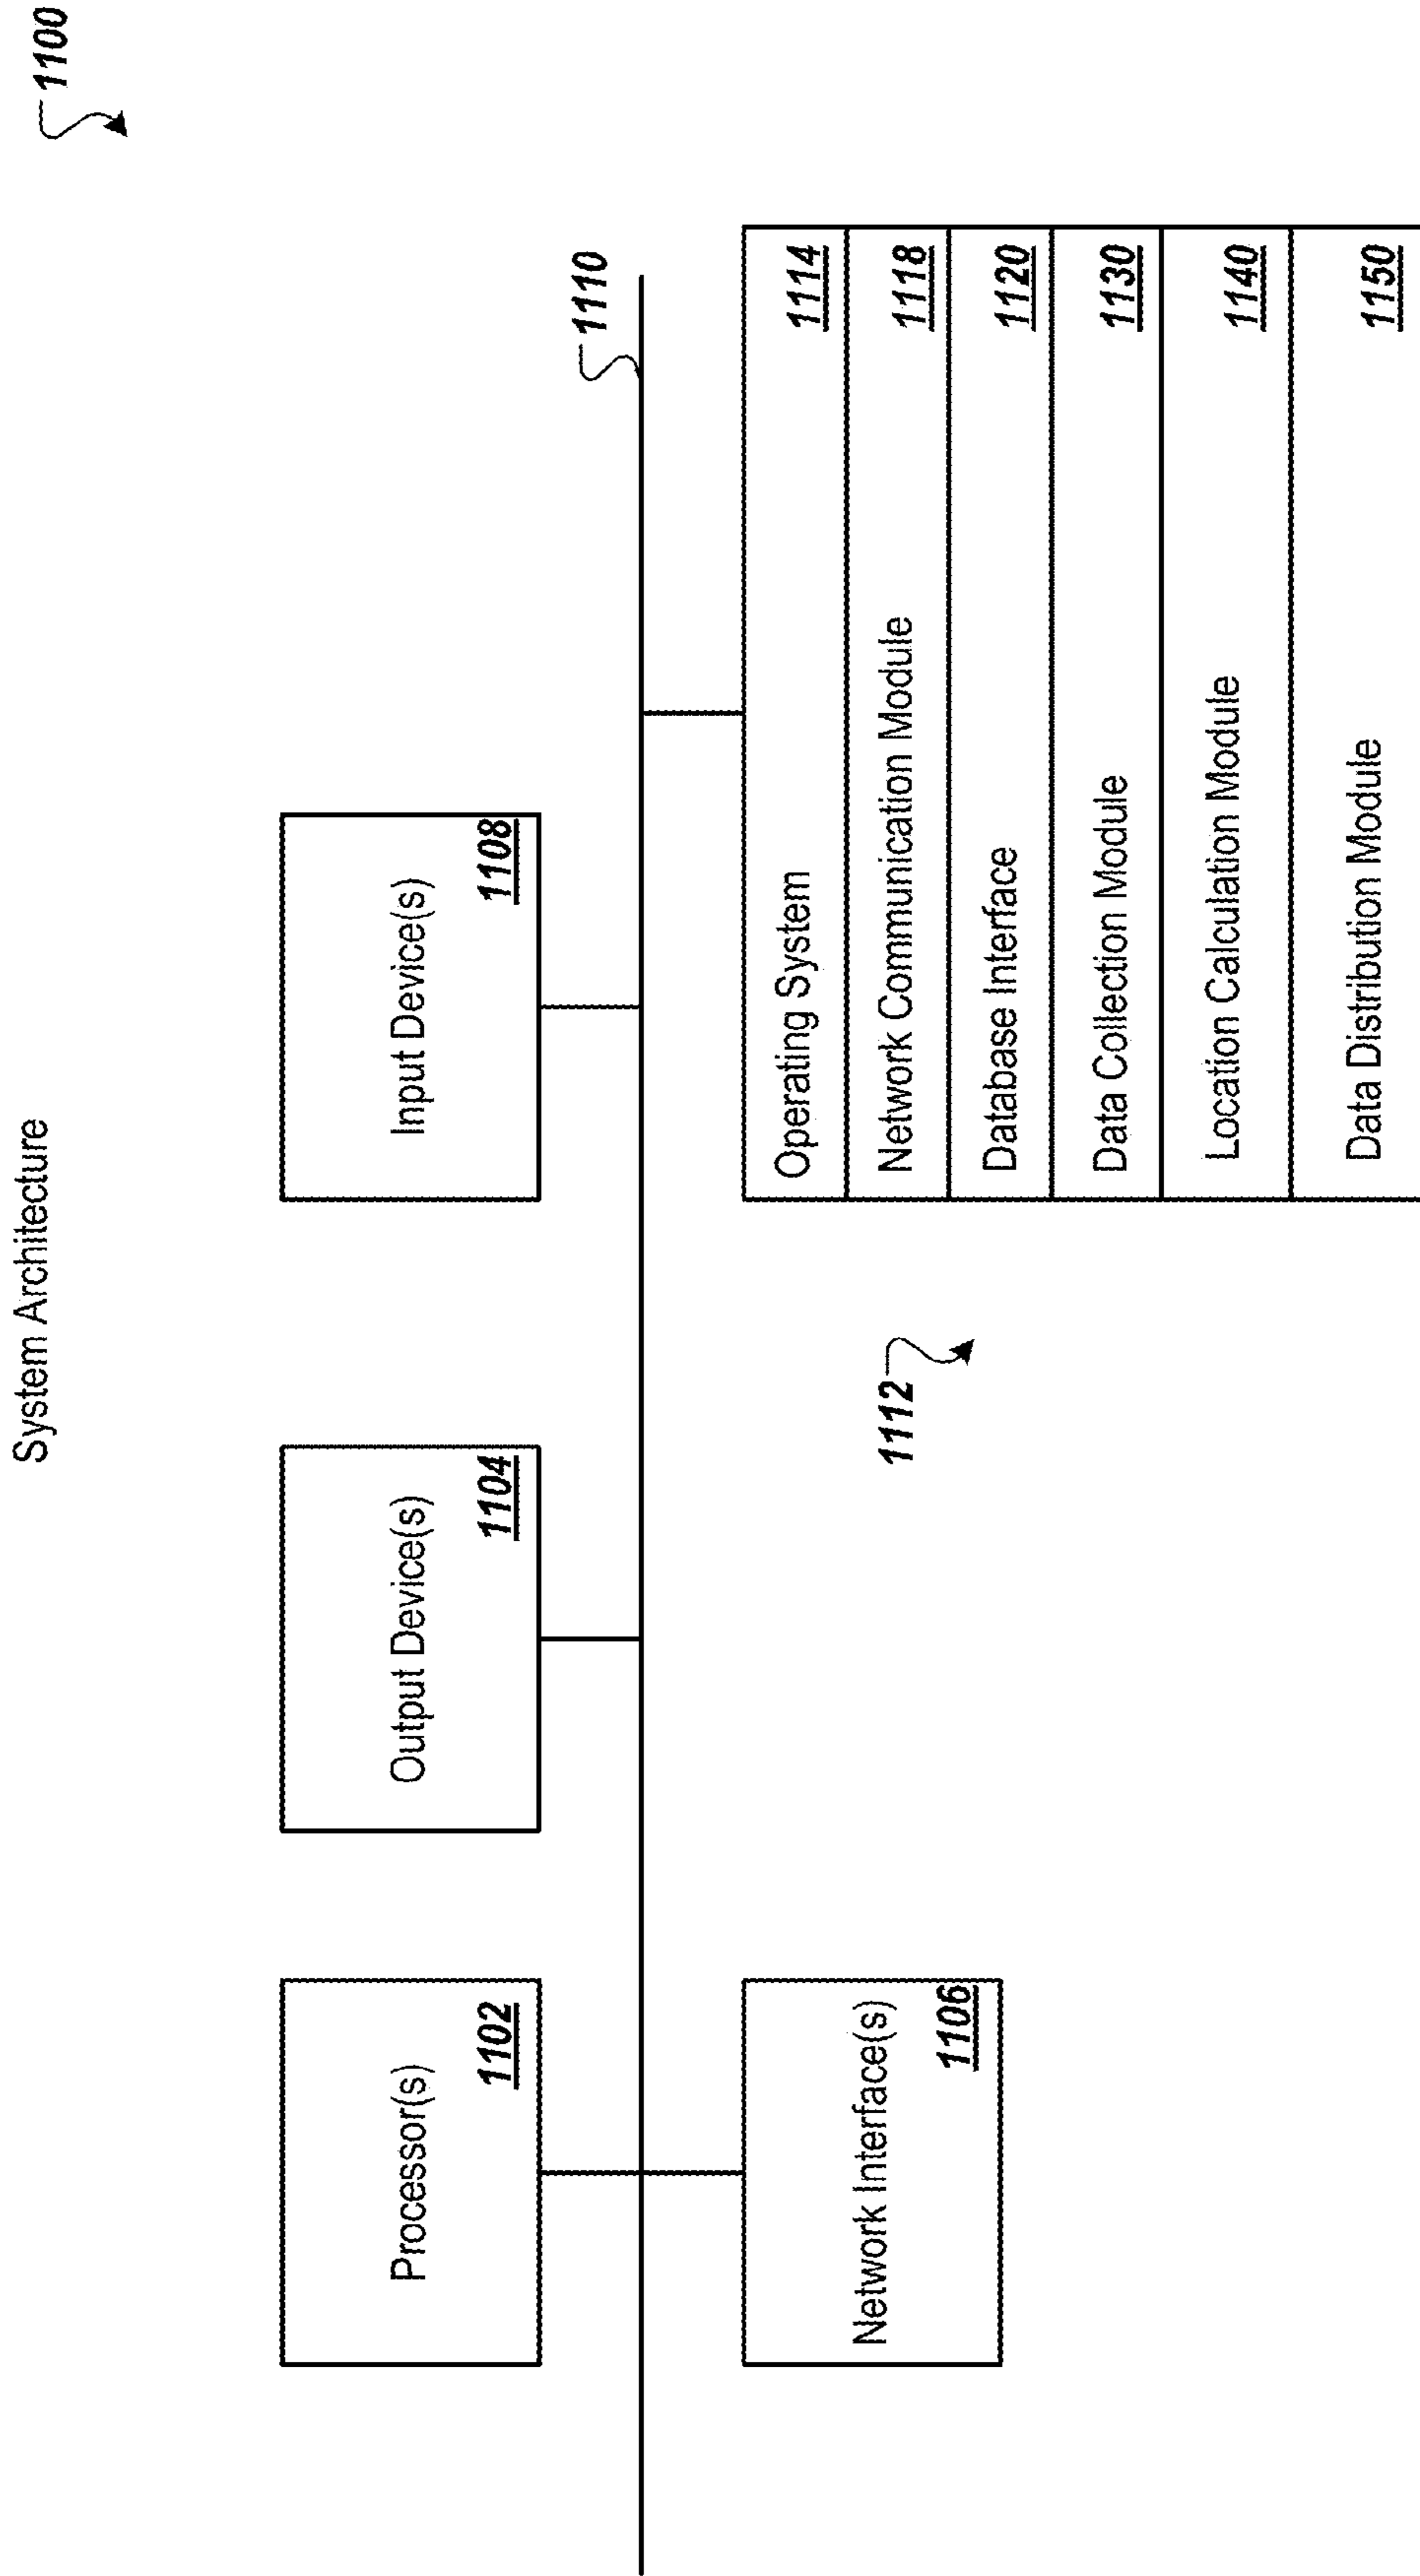 System Architecture
1100
Processor(s)
1102
Output Device(s)
1104
Input Device(s)
1108
1110
Network Interface(s)
1106
1112
Operating System 1114
Network Communication Module 1118
Database Interface 1120
Data Collection Module 1130
Location Calculation Module 1140
Data Distribution Module 1150